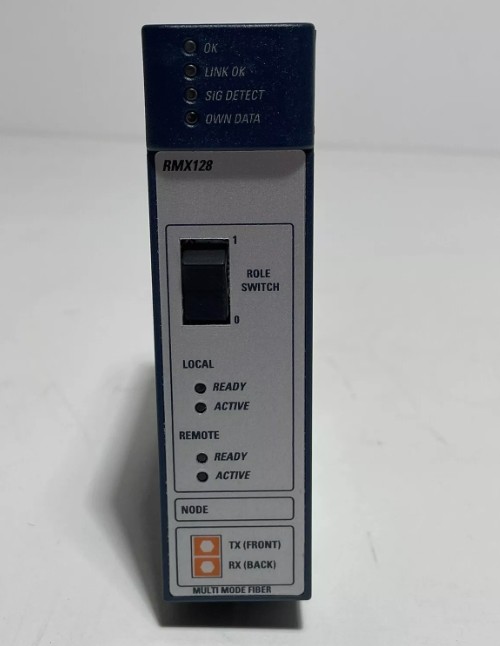 OK
LINK OK
SIG DETECT
OWN DATA
RMX128
1
ROLE
SWITCH
0
LOCAL
READY
ACTIVE
REMOTE
READY
ACTIVE
NODE
TX (FRONT)
RX (BACK)
MULTI MODE FIBER